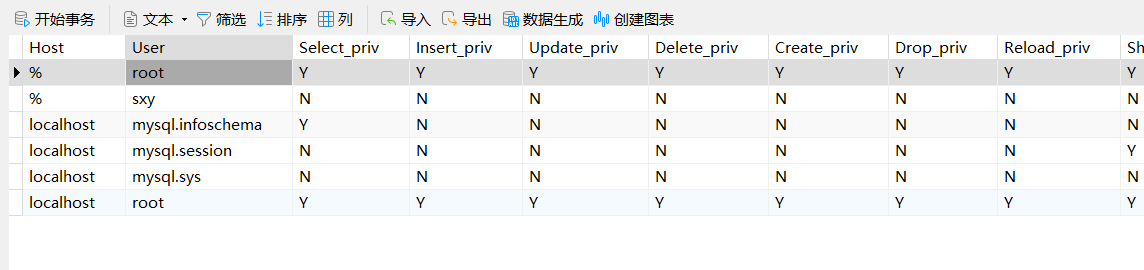 开始事务 文本 筛选 排序 列 导入 导出 数据生成 创建图表
Host User Select_priv Insert_priv Update_priv Delete_priv Create_priv Drop_priv Reload_priv Sh
% root Y Y Y Y Y Y Y Y
% sxy N N N N N N N N
localhost mysql.infoschema Y N N N N N N N
localhost mysql.session N N N N N N N Y
localhost mysql.sys N N N N N N N N
localhost root Y Y Y Y Y Y Y Y